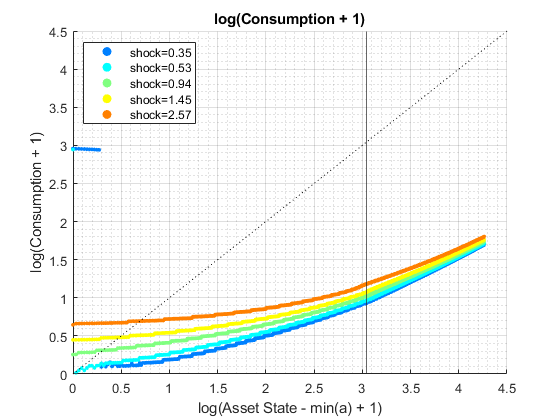 log(Consumption + 1)
shock=0.35
shock=0.53
shock=0.94
shock=1.45
shock=2.57
log(Consumption + 1)
4.5
4
3.5
3
2.5
2
1.5
1
0.5
0
0 0.5 1 1.5 2 2.5 3 3.5 4 4.5
log(Asset State - min(a) + 1)